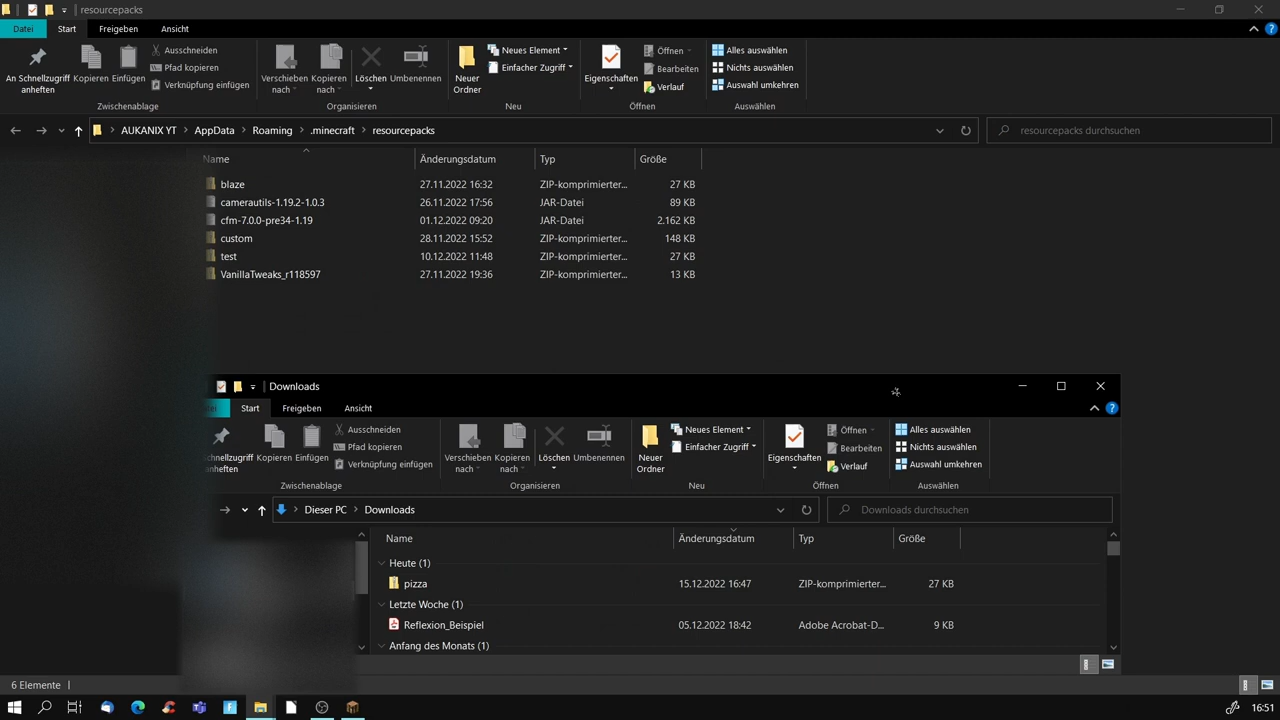 resourcepacks
Datei Start Freigeben Ansicht
An Schnellzugriff anheften
Kopieren
Einfügen
Ausschneiden
Pfad kopieren
Verknüpfung einfügen
Zwischenablage
Verschieben nach
Kopieren nach
Löschen
Umbenennen
Organisieren
Neuer Ordner
Neues Element
Einfacher Zugriff
Neu
Eigenschaften
Öffnen
Bearbeiten
Verlauf
Öffnen
Alles auswählen
Nichts auswählen
Auswahl umkehren
Auswählen
AUKANIX YT > AppData > Roaming > .minecraft > resourcepacks
resourcepacks durchsuchen
Name Änderungsdatum Typ Größe
blaze 27.11.2022 16:32 ZIP-komprimierter... 27 KB
camerautils-1.19.2-1.0.3 26.11.2022 17:56 JAR-Datei 89 KB
cfm-7.0.0-pre34-1.19 01.12.2022 09:20 JAR-Datei 2.162 KB
custom 28.11.2022 15:52 ZIP-komprimierter... 148 KB
test 10.12.2022 11:48 ZIP-komprimierter... 27 KB
VanillaTweaks_r118597 27.11.2022 19:36 ZIP-komprimierter... 13 KB
Downloads
Start Freigeben Ansicht
chnellzugriff anheften
Kopieren
Einfügen
Ausschneiden
Pfad kopieren
Verknüpfung einfügen
Zwischenablage
Verschieben nach
Kopieren nach
Löschen
Umbenennen
Organisieren
Neuer Ordner
Neues Element
Einfacher Zugriff
Neu
Eigenschaften
Öffnen
Bearbeiten
Verlauf
Öffnen
Alles auswählen
Nichts auswählen
Auswahl umkehren
Auswählen
Dieser PC > Downloads
Downloads durchsuchen
Name Änderungsdatum Typ Größe
Heute (1)
pizza 15.12.2022 16:47 ZIP-komprimierter... 27 KB
Letzte Woche (1)
Reflexion_Beispiel 05.12.2022 18:42 Adobe Acrobat-D... 9 KB
Anfang des Monats (1)
6 Elemente
16:51